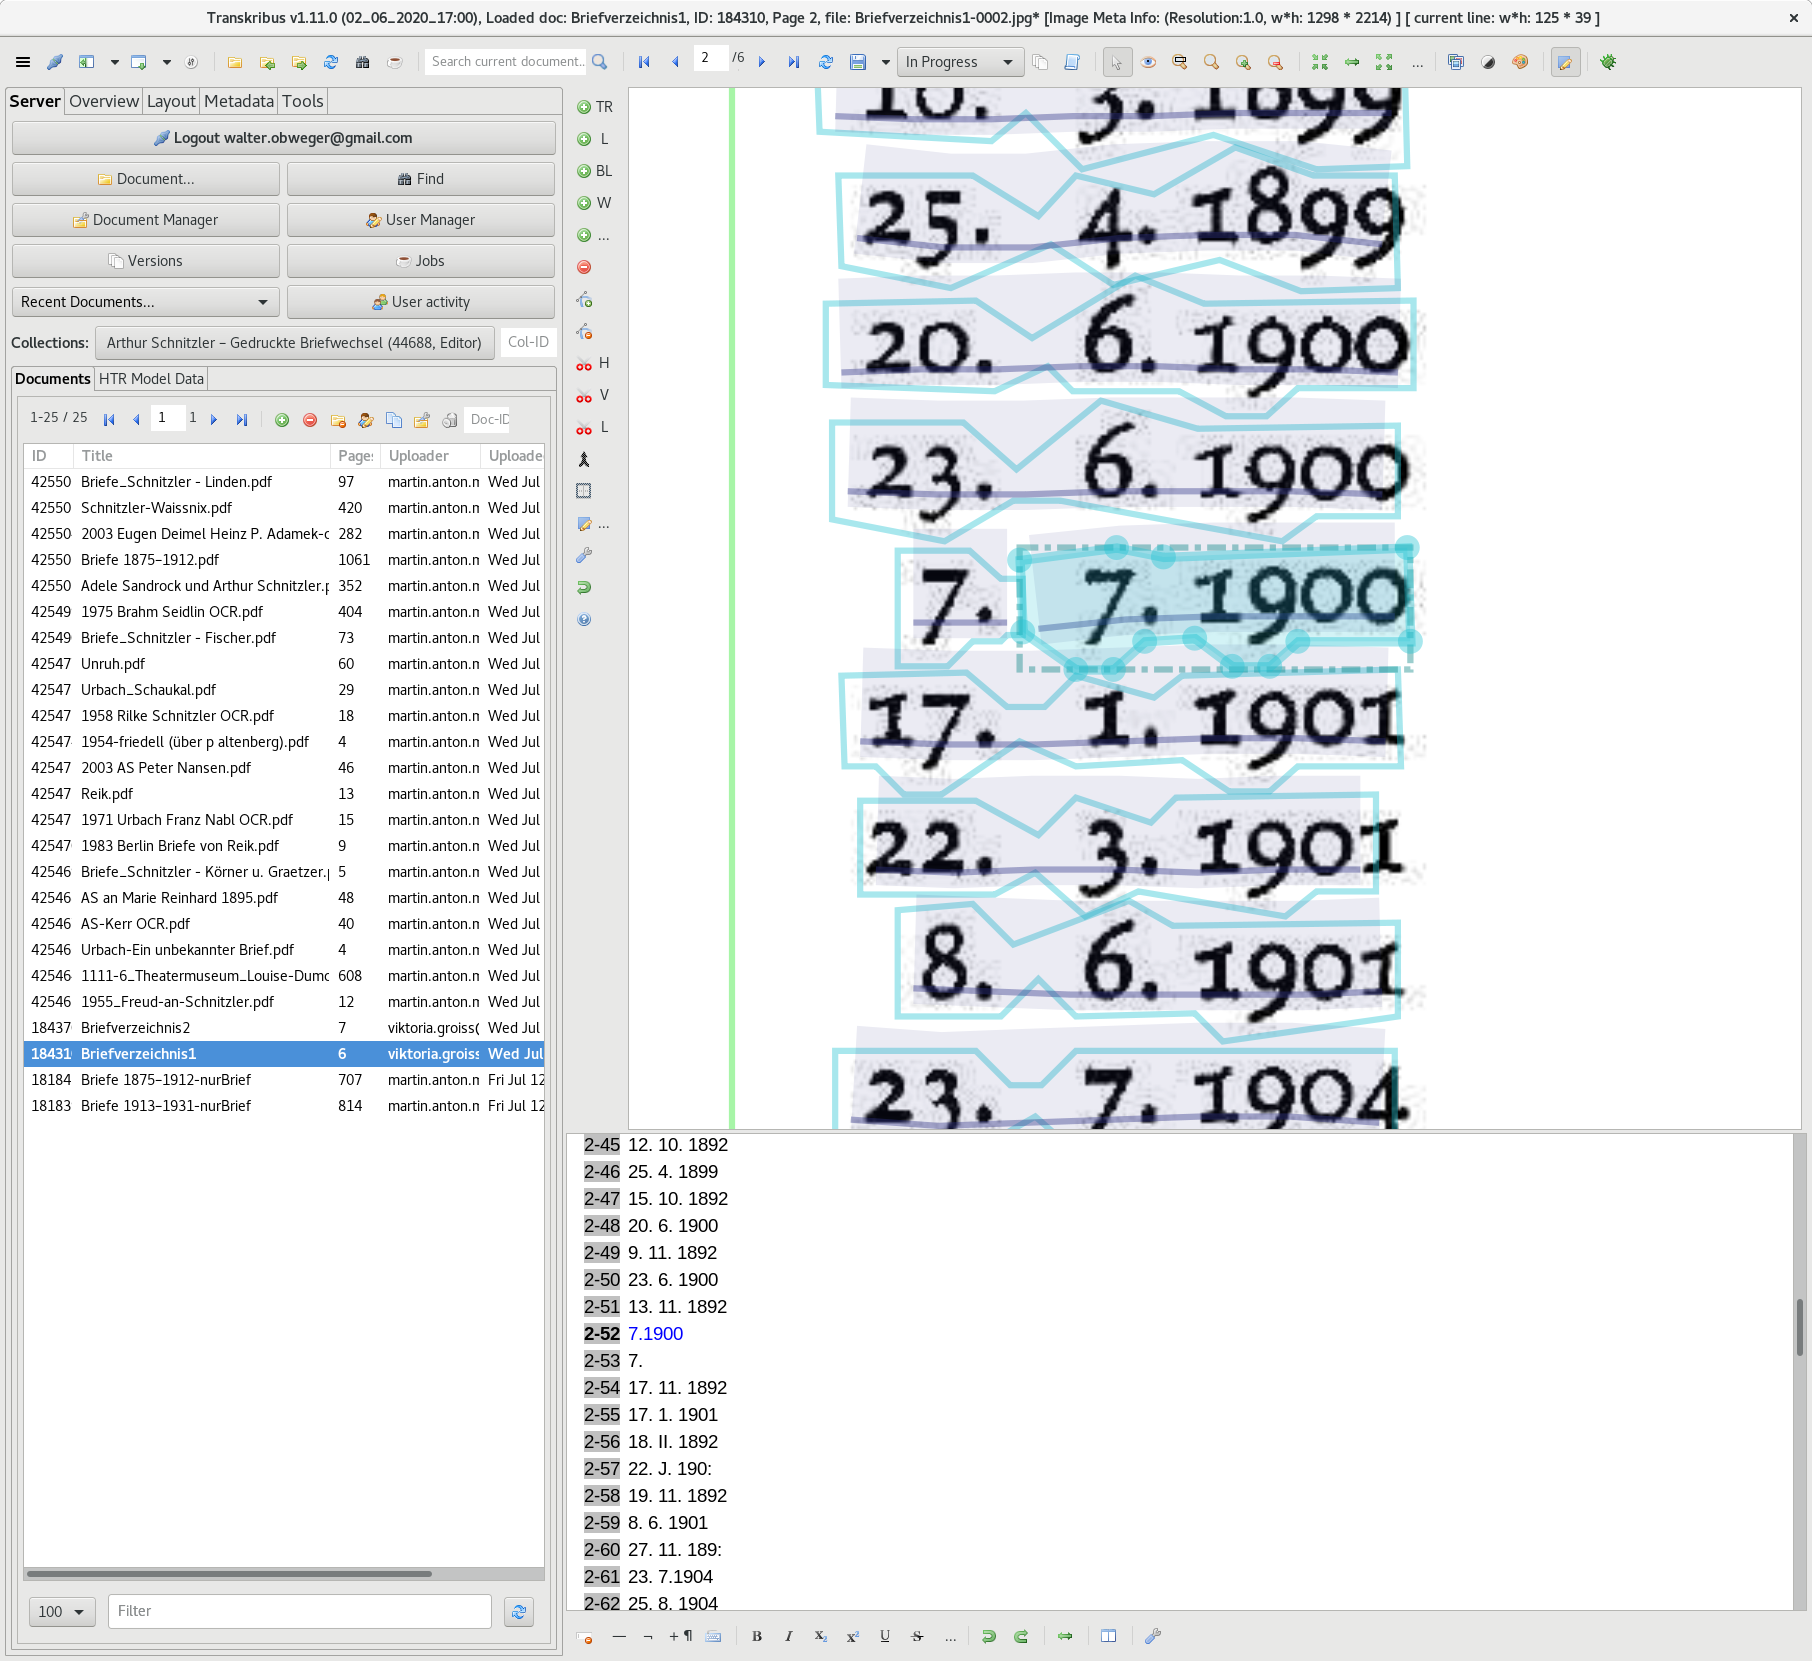 Transkribus v1.11.0 (02_06_2020_17:00), Loaded doc: Briefverzeichnis1, ID: 184310, Page 2, file: Briefverzeichnis1-0002.jpg* [Image Meta Info: (Resolution:1.0, w*h: 1298 * 2214) ] [ current line: w*h: 125 * 39 ]
Search current document... 2 /6 In Progress ...
Server Overview Layout Metadata Tools
Logout walter.obweger@gmail.com
Document... Find
Document Manager User Manager
Versions Jobs
Recent Documents... User activity
Collections: Arthur Schnitzler – Gedruckte Briefwechsel (44688, Editor) Col-ID
Documents HTR Model Data
1-25 / 25 1 1 Doc-ID
ID Title Pages Uploader Uploaded
42550 Briefe_Schnitzler - Linden.pdf 97 martin.anton.m Wed Jul
42550 Schnitzler-Waissnix.pdf 420 martin.anton.m Wed Jul
42550 2003 Eugen Deimel Heinz P. Adamek-c 282 martin.anton.m Wed Jul
42550 Briefe 1875–1912.pdf 1061 martin.anton.m Wed Jul
42550 Adele Sandrock und Arthur Schnitzler.p 352 martin.anton.m Wed Jul
42549 1975 Brahm Seidlin OCR.pdf 404 martin.anton.m Wed Jul
42549 Briefe_Schnitzler - Fischer.pdf 73 martin.anton.m Wed Jul
42547 Unruh.pdf 60 martin.anton.m Wed Jul
42547 Urbach_Schaukal.pdf 29 martin.anton.m Wed Jul
42547 1958 Rilke Schnitzler OCR.pdf 18 martin.anton.m Wed Jul
42547 1954-friedell (über p altenberg).pdf 4 martin.anton.m Wed Jul
42547 2003 AS Peter Nansen.pdf 46 martin.anton.m Wed Jul
42547 Reik.pdf 13 martin.anton.m Wed Jul
42547 1971 Urbach Franz Nabl OCR.pdf 15 martin.anton.m Wed Jul
42547 1983 Berlin Briefe von Reik.pdf 9 martin.anton.m Wed Jul
42546 Briefe_Schnitzler - Körner u. Graetzer.p 5 martin.anton.m Wed Jul
42546 AS an Marie Reinhard 1895.pdf 48 martin.anton.m Wed Jul
42546 AS-Kerr OCR.pdf 40 martin.anton.m Wed Jul
42546 Urbach-Ein unbekannter Brief.pdf 4 martin.anton.m Wed Jul
42546 1111-6_Theatermuseum_Louise-Dumo 608 martin.anton.m Wed Jul
42546 1955_Freud-an-Schnitzler.pdf 12 martin.anton.m Wed Jul
18437 Briefverzeichnis2 7 viktoria.groiss( Wed Jul
18431 Briefverzeichnis1 6 viktoria.groiss Wed Jul
18184 Briefe 1875–1912-nurBrief 707 martin.anton.m Fri Jul 12
18183 Briefe 1913–1931-nurBrief 814 martin.anton.m Fri Jul 12
100 Filter
TR
L
BL
W
...
H
V
L
...
10. 3. 1899
25. 4. 1899
20. 6. 1900
23. 6. 1900
7. 7. 1900
17. 1. 1901
22. 3. 1901
8. 6. 1901
23. 7. 1904
2-45 12. 10. 1892
2-46 25. 4. 1899
2-47 15. 10. 1892
2-48 20. 6. 1900
2-49 9. 11. 1892
2-50 23. 6. 1900
2-51 13. 11. 1892
2-52 7.1900
2-53 7.
2-54 17. 11. 1892
2-55 17. 1. 1901
2-56 18. II. 1892
2-57 22. J. 190:
2-58 19. 11. 1892
2-59 8. 6. 1901
2-60 27. 11. 189:
2-61 23. 7.1904
2-62 25. 8. 1904
— ¬ +¶ B I X₂ x² U S ...